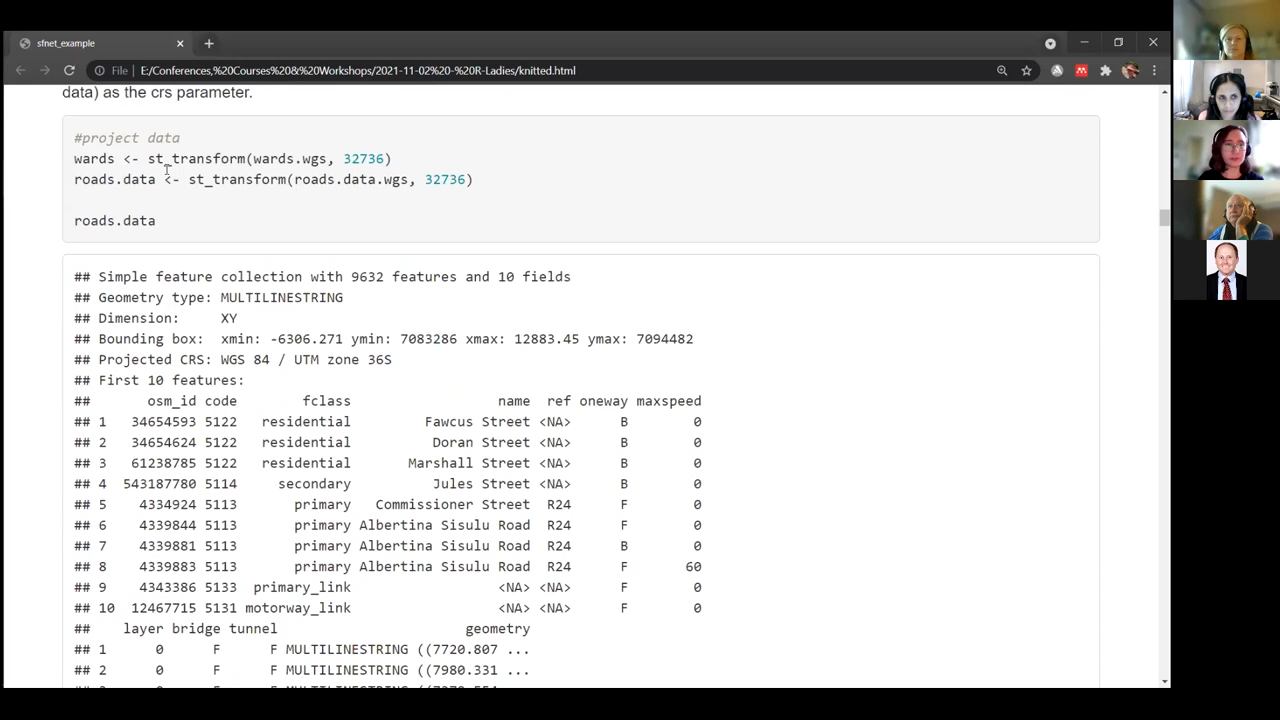 sfnet_example
File
E:/Conferences,%20Courses%20&%20Workshops/2021-11-02%20-%20R-Ladies/knitted.html
data) as the crs parameter.
#project data
wards <- st_transform(wards.wgs, 32736)
roads.data <- st_transform(roads.data.wgs, 32736)
roads.data
## Simple feature collection with 9632 features and 10 fields
## Geometry type: MULTILINESTRING
## Dimension:     XY
## Bounding box:  xmin: -6306.271 ymin: 7083286 xmax: 12883.45 ymax: 7094482
## Projected CRS: WGS 84 / UTM zone 36S
## First 10 features:
##       osm_id code        fclass                  name  ref oneway maxspeed
## 1   34654593 5122   residential         Fawcus Street <NA>      B        0
## 2   34654624 5122   residential          Doran Street <NA>      B        0
## 3   61238785 5122   residential       Marshall Street <NA>      B        0
## 4  543187780 5114     secondary          Jules Street <NA>      B        0
## 5    4334924 5113       primary   Commissioner Street  R24      F        0
## 6    4339844 5113       primary Albertina Sisulu Road  R24      F        0
## 7    4339881 5113       primary Albertina Sisulu Road  R24      B        0
## 8    4339883 5113       primary Albertina Sisulu Road  R24      F       60
## 9    4343386 5133  primary_link                  <NA> <NA>      F        0
## 10  12467715 5131 motorway_link                  <NA> <NA>      F        0
##    layer bridge tunnel                       geometry
## 1      0      F      F MULTILINESTRING ((7720.807 ...
## 2      0      F      F MULTILINESTRING ((7980.331 ...